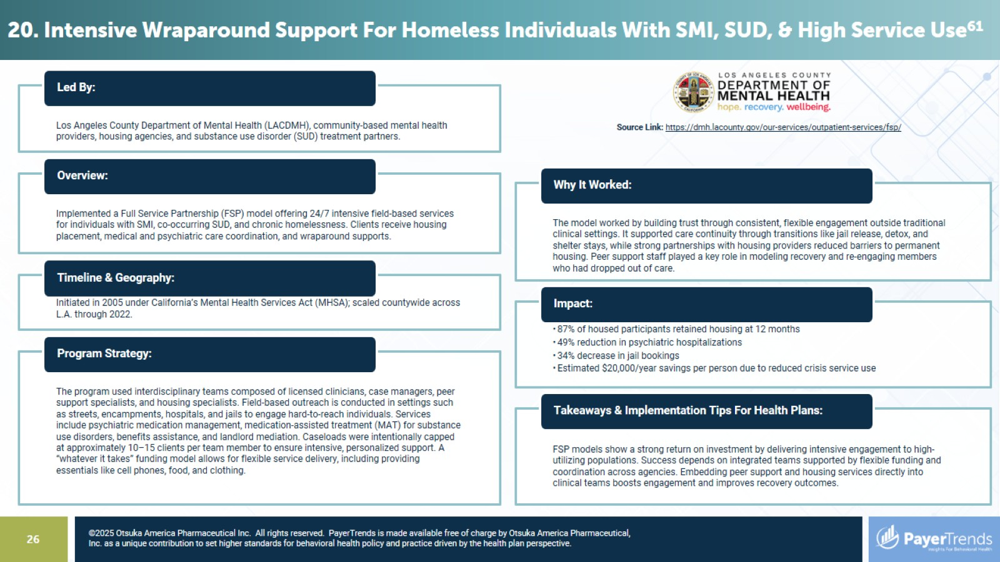 20. Intensive Wraparound Support For Homeless Individuals With SMI, SUD, & High Service Use61
Led By:
Los Angeles County Department of Mental Health (LACDMH), community-based mental health
providers, housing agencies, and substance use disorder (SUD) treatment partners.
Overview:
Implemented a Full Service Partnership (FSP) model offering 24/7 intensive field-based services
for individuals with SMI, co-occurring SUD, and chronic homelessness. Clients receive housing
placement, medical and psychiatric care coordination, and wraparound supports.
Timeline & Geography:
Initiated in 2005 under California's Mental Health Services Act (MHSA); scaled countywide across
L.A. through 2022.
Program Strategy:
The program used interdisciplinary teams composed of licensed clinicians, case managers, peer
support specialists, and housing specialists. Field-based outreach is conducted in settings such
as streets, encampments, hospitals, and jails to engage hard-to-reach individuals. Services
include psychiatric medication management, medication-assisted treatment (MAT) for substance
use disorders, benefits assistance, and landlord mediation. Caseloads were intentionally capped
at approximately 10–15 clients per team member to ensure intensive, personalized support. A
“whatever it takes” funding model allows for flexible service delivery, including providing
essentials like cell phones, food, and clothing.
LOS ANGELES COUNTY
DEPARTMENT OF
MENTAL HEALTH
hope. recovery. wellbeing.
Source Link: https://dmh.lacounty.gov/our-services/outpatient-services/fsp/
Why It Worked:
The model worked by building trust through consistent, flexible engagement outside traditional
clinical settings. It supported care continuity through transitions like jail release, detox, and
shelter stays, while strong partnerships with housing providers reduced barriers to permanent
housing. Peer support staff played a key role in modeling recovery and re-engaging members
who had dropped out of care.
Impact:
• 87% of housed participants retained housing at 12 months
• 49% reduction in psychiatric hospitalizations
• 34% decrease in jail bookings
• Estimated $20,000/year savings per person due to reduced crisis service use
Takeaways & Implementation Tips For Health Plans:
FSP models show a strong return on investment by delivering intensive engagement to high-
utilizing populations. Success depends on integrated teams supported by flexible funding and
coordination across agencies. Embedding peer support and housing services directly into
clinical teams boosts engagement and improves recovery outcomes.
26
©2025 Otsuka America Pharmaceutical Inc. All rights reserved. PayerTrends is made available free of charge by Otsuka America Pharmaceutical,
Inc. as a unique contribution to set higher standards for behavioral health policy and practice driven by the health plan perspective.
PayerTrends
Insights For Behavioral Health